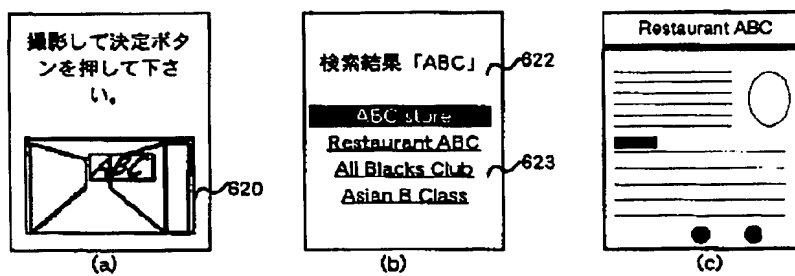 撮影して決定ボタ
ンを押して下さ
い。
ABC
620
(a)
検索結果「ABC」
622
ABC store
Restaurant ABC
All Blacks Club
623
Asian B Class
(b)
Restaurant ABC
(c)